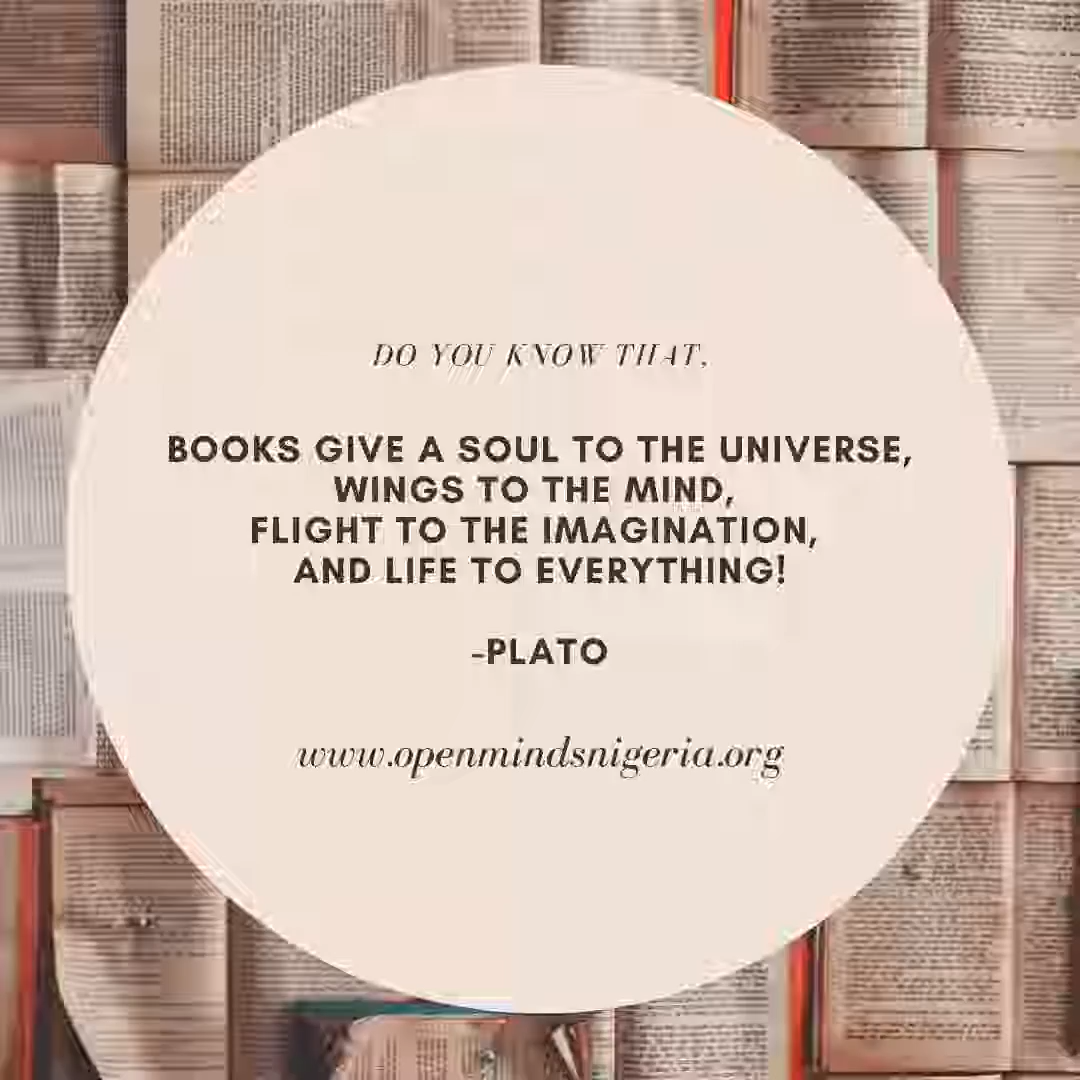 DO YOU KNOW THAT,
BOOKS GIVE A SOUL TO THE UNIVERSE,
WINGS TO THE MIND,
FLIGHT TO THE IMAGINATION,
AND LIFE TO EVERYTHING!
-PLATO
www.openmindsnigeria.org